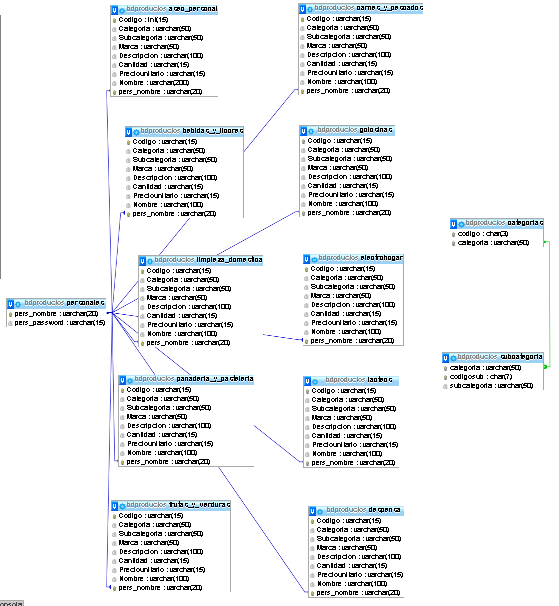 bdproductos aseo_personal
Codigo : int(15)
Categoria : varchar(50)
Subcategoria : varchar(50)
Marca : varchar(50)
Descripcion : varchar(100)
Cantidad : varchar(15)
Preciounitario : varchar(15)
Nombre : varchar(200)
pers_nombre : varchar(20)
bdproductos carnes_y_pescados
Codigo : varchar(15)
Categoria : varchar(50)
Subcategoria : varchar(50)
Marca : varchar(50)
Descripcion : varchar(100)
Cantidad : varchar(15)
Preciounitario : varchar(15)
Nombre : varchar(100)
pers_nombre : varchar(20)
bdproductos bebidas_y_licores
Codigo : varchar(15)
Categoria : varchar(50)
Subcategoria : varchar(50)
Marca : varchar(50)
Descripcion : varchar(100)
Cantidad : varchar(15)
Preciounitario : varchar(15)
Nombre : varchar(100)
pers_nombre : varchar(20)
bdproductos golosinas
Codigo : varchar(15)
Categoria : varchar(50)
Subcategoria : varchar(50)
Marca : varchar(50)
Descripcion : varchar(100)
Cantidad : varchar(15)
Preciounitario : varchar(15)
Nombre : varchar(100)
pers_nombre : varchar(20)
bdproductos categorias
codigo : char(3)
categoria : varchar(50)
bdproductos limpieza_domestica
Codigo : varchar(15)
Categoria : varchar(50)
Subcategoria : varchar(50)
Marca : varchar(50)
Descripcion : varchar(100)
Cantidad : varchar(15)
Preciounitario : varchar(15)
Nombre : varchar(100)
pers_nombre : varchar(20)
bdproductos electrohogar
Codigo : varchar(15)
Categoria : varchar(50)
Subcategoria : varchar(50)
Marca : varchar(50)
Descripcion : varchar(100)
Cantidad : varchar(15)
Preciounitario : varchar(15)
Nombre : varchar(100)
pers_nombre : varchar(20)
bdproductos personales
pers_nombre : varchar(20)
pers_password : varchar(15)
bdproductos subcategoria
categoria : varchar(50)
codigosub : char(7)
subcategoria : varchar(50)
bdproductos panaderia_y_pasteleria
Codigo : varchar(15)
Categoria : varchar(50)
Subcategoria : varchar(50)
Marca : varchar(50)
Descripcion : varchar(100)
Cantidad : varchar(15)
Preciounitario : varchar(15)
Nombre : varchar(100)
pers_nombre : varchar(20)
bdproductos lacteos
Codigo : varchar(15)
Categoria : varchar(50)
Subcategoria : varchar(50)
Marca : varchar(50)
Descripcion : varchar(100)
Cantidad : varchar(15)
Preciounitario : varchar(15)
Nombre : varchar(100)
pers_nombre : varchar(20)
bdproductos frutas_y_verduras
Codigo : varchar(15)
Categoria : varchar(50)
Subcategoria : varchar(50)
Marca : varchar(50)
Descripcion : varchar(100)
Cantidad : varchar(15)
Preciounitario : varchar(15)
Nombre : varchar(100)
pers_nombre : varchar(20)
bdproductos despensa
Codigo : varchar(15)
Categoria : varchar(50)
Subcategoria : varchar(50)
Marca : varchar(50)
Descripcion : varchar(100)
Cantidad : varchar(15)
Preciounitario : varchar(15)
Nombre : varchar(100)
pers_nombre : varchar(20)
onsola